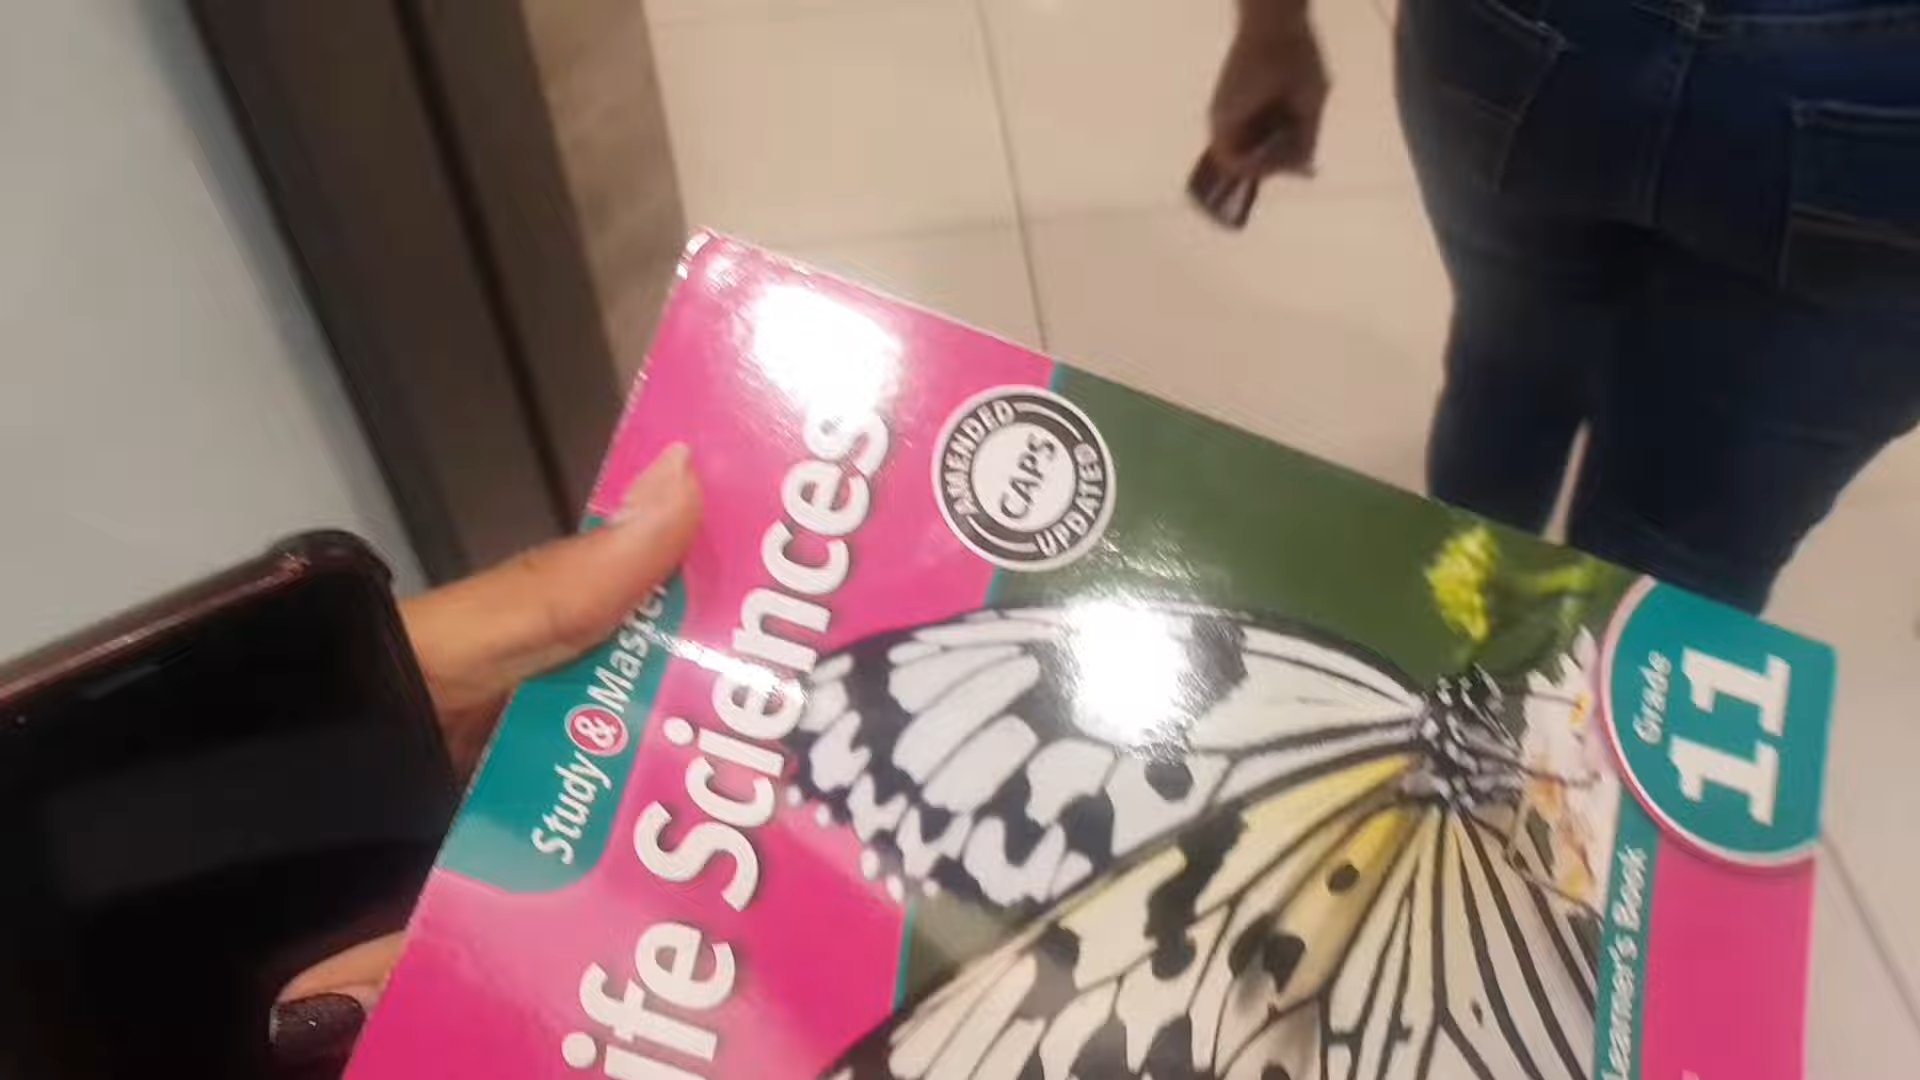 Study & Master
ife Sciences
AMENDED
CAPS
UPDATED
Grade
11
Learner's Book